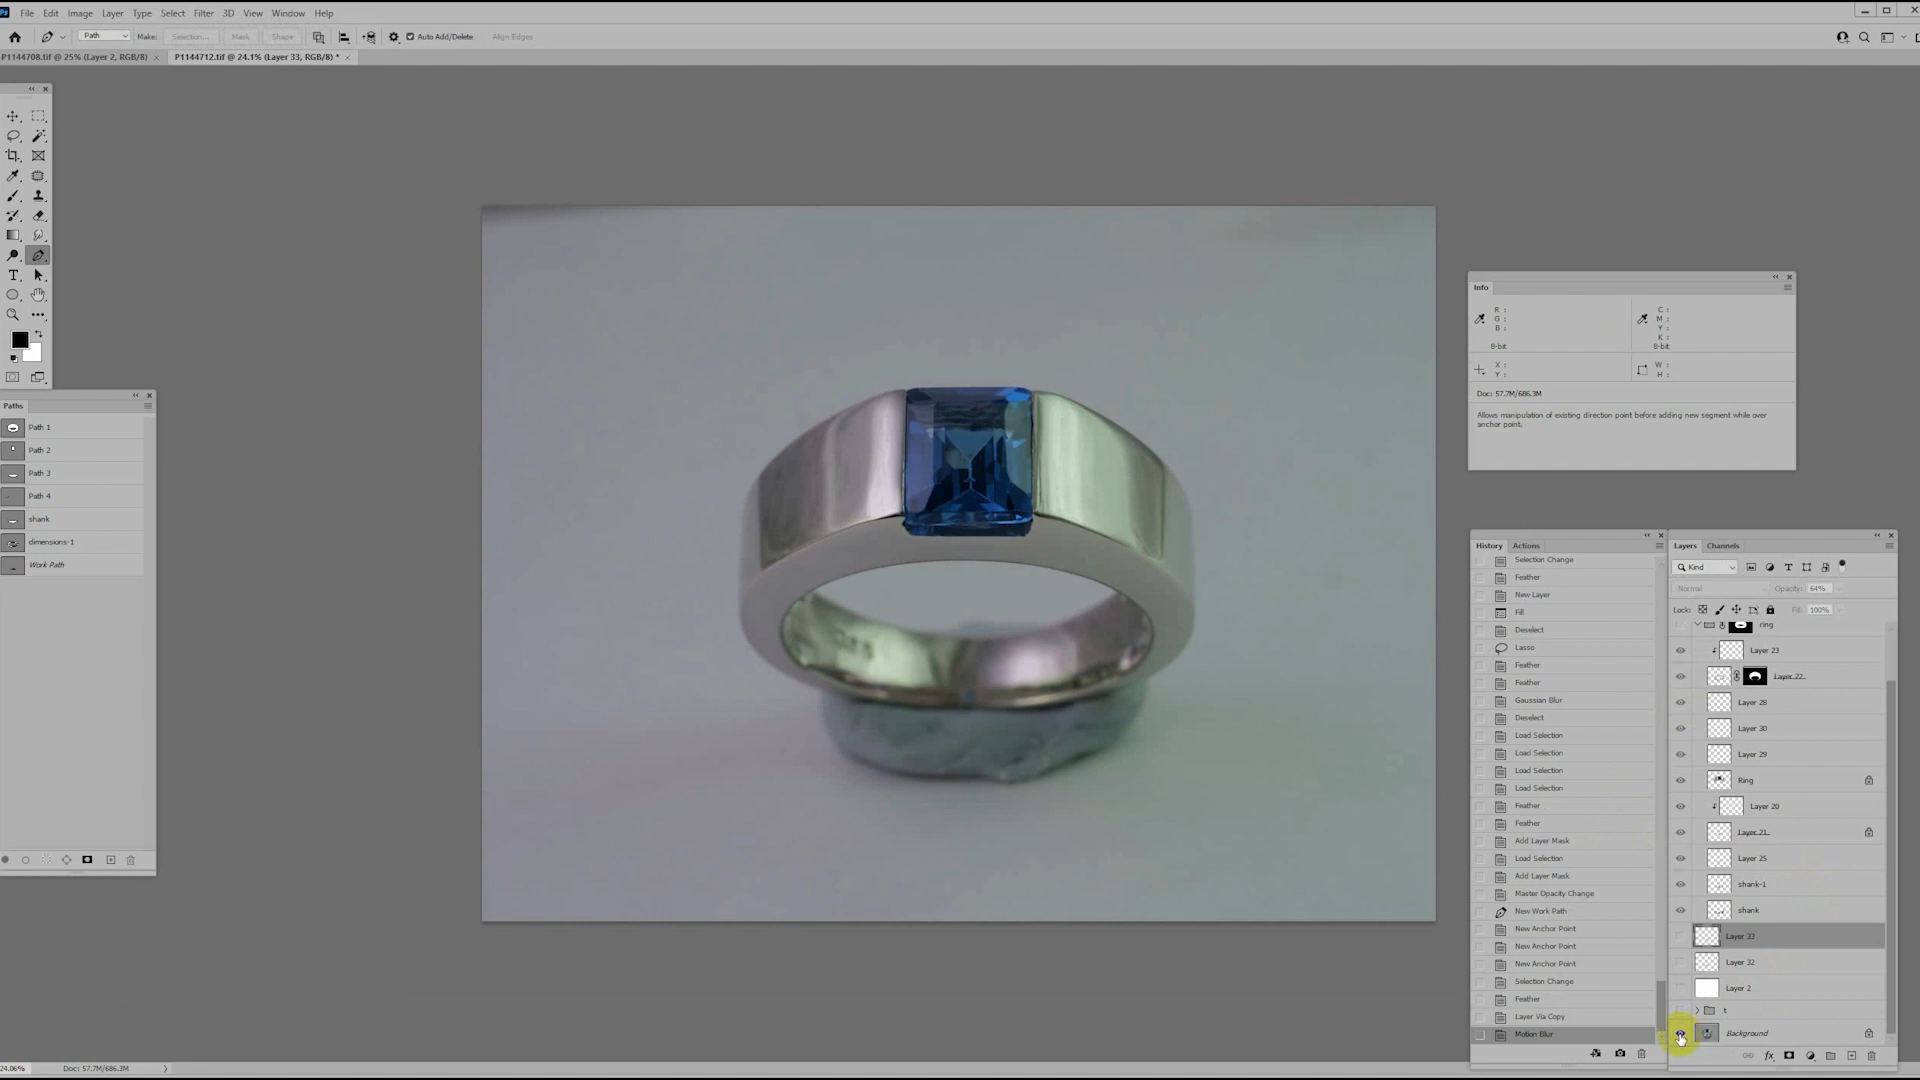 File Edit Image Layer Type Select Filter 3D View Window Help
Path Make: Selection... Mask Shape Auto Add/Delete Align Edges
P1144708.tif @ 25% (Layer 2, RGB/8) × P1144712.tif @ 24.1% (Layer 33, RGB/8) * ×
Paths
Path 1
Path 2
Path 3
Path 4
shank
dimensions-1
Work Path
Info
R : C :
G : M :
B : Y :
K :
8-bit 8-bit
X : W :
Y : H :
Doc: 57.7M/686.3M
Allows manipulation of existing direction point before adding new segment while over
anchor point.
History Actions
Selection Change
Feather
New Layer
Fill
Deselect
Lasso
Feather
Feather
Gaussian Blur
Deselect
Load Selection
Load Selection
Load Selection
Load Selection
Feather
Feather
Add Layer Mask
Load Selection
Add Layer Mask
Master Opacity Change
New Work Path
New Anchor Point
New Anchor Point
New Anchor Point
Selection Change
Feather
Layer Via Copy
Motion Blur
Layers Channels
Kind
Normal Opacity: 64%
Lock: Fill: 100%
ring
Layer 23
Layer 22
Layer 28
Layer 30
Layer 29
Ring
Layer 20
Layer 21
Layer 25
shank-1
shank
Layer 33
Layer 32
Layer 2
t
Background
24.06% Doc: 57.7M/686.3M